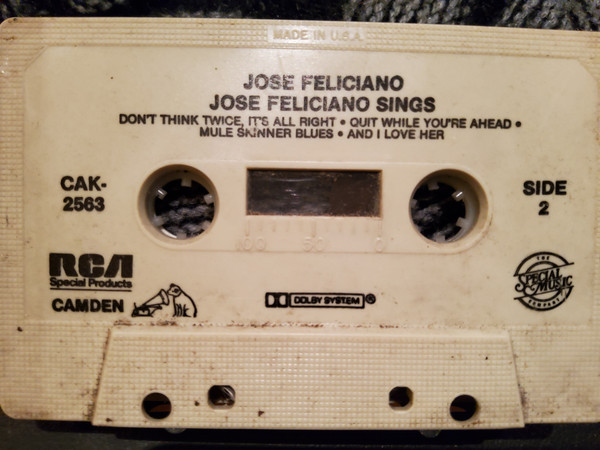 MADE IN U.S.A.
JOSE FELICIANO
JOSE FELICIANO SINGS
DON'T THINK TWICE, IT'S ALL RIGHT • QUIT WHILE YOU'RE AHEAD •
MULE SKINNER BLUES • AND I LOVE HER
CAK-
2563
SIDE
2
100 50 0
RCA
Special Products
CAMDEN
DOLBY SYSTEM ®
THE
SPECIAL
MUSIC
COMPANY